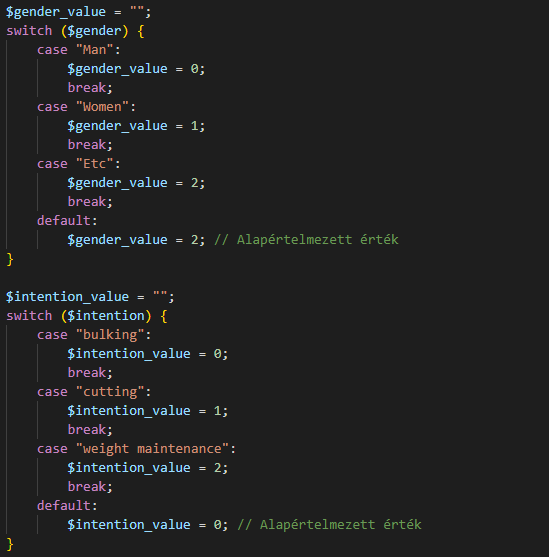 $gender_value = "";
switch ($gender) {
    case "Man":
        $gender_value = 0;
        break;
    case "Women":
        $gender_value = 1;
        break;
    case "Etc":
        $gender_value = 2;
        break;
    default:
        $gender_value = 2; // Alapértelmezett érték
}

$intention_value = "";
switch ($intention) {
    case "bulking":
        $intention_value = 0;
        break;
    case "cutting":
        $intention_value = 1;
        break;
    case "weight maintenance":
        $intention_value = 2;
        break;
    default:
        $intention_value = 0; // Alapértelmezett érték
}